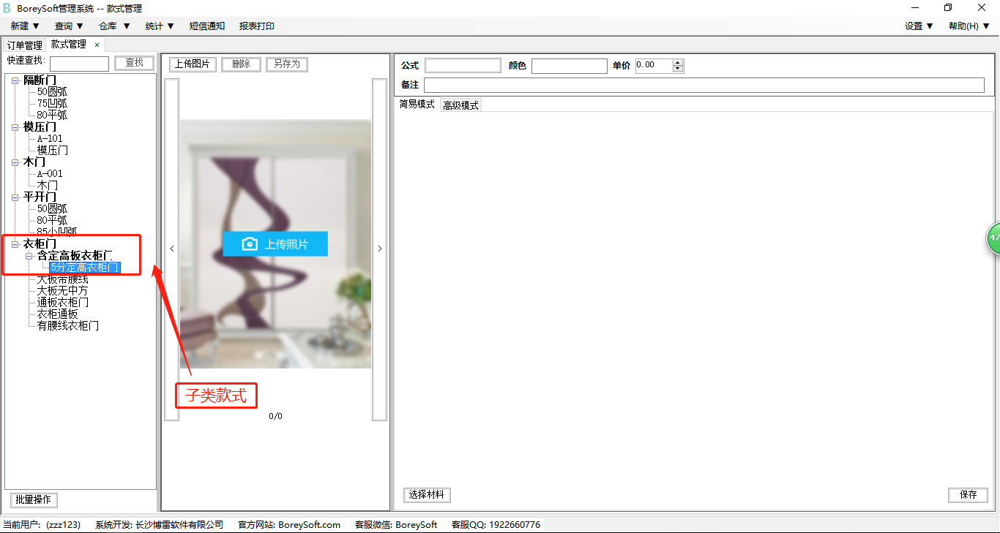 B BoreySoft管理系统 -- 款式管理
新建 ▼ 查询 ▼ 仓库 ▼ 统计 ▼ 短信通知 报表打印 设置 ▼ 帮助(H) ▼
订单管理 款式管理 ×
快速查找: 查找
上传图片 删除 另存为
公式 颜色 单价 0.00
备注
简易模式 高级模式
隔断门
50圆弧
75凹弧
80平弧
模压门
A-101
模压门
木门
A-001
木门
平开门
50圆弧
80平弧
85小凹弧
衣柜门
含定高板衣柜门
5分定高衣柜门
大板带腰线
大板无中方
通板衣柜门
衣柜通板
有腰线衣柜门
< 上传照片 >
47
子类款式
0/0
批量操作
选择材料 保存
当前用户: (zzz123) 系统开发: 长沙博雷软件有限公司 官方网站: BoreySoft.com 客服微信: BoreySoft 客服QQ: 1922660776